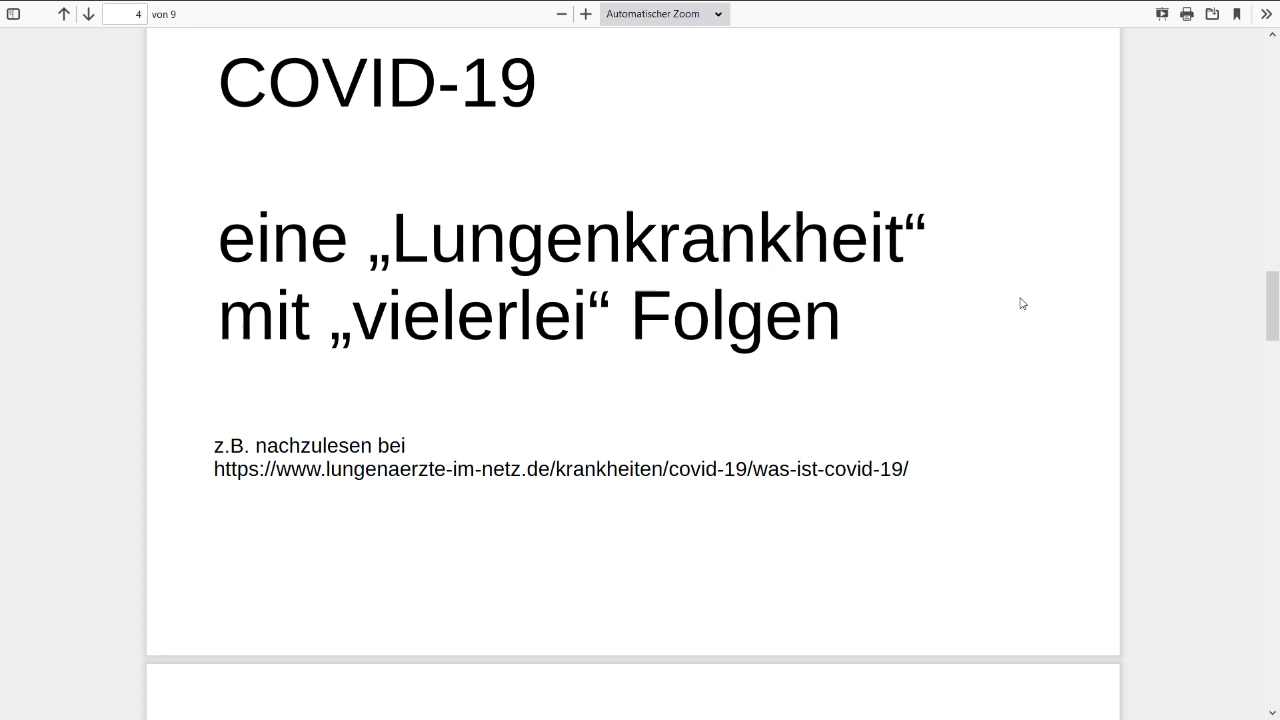 4 von 9 Automatischer Zoom
COVID-19
eine „Lungenkrankheit“
mit „vielerlei“ Folgen
z.B. nachzulesen bei
https://www.lungenaerzte-im-netz.de/krankheiten/covid-19/was-ist-covid-19/